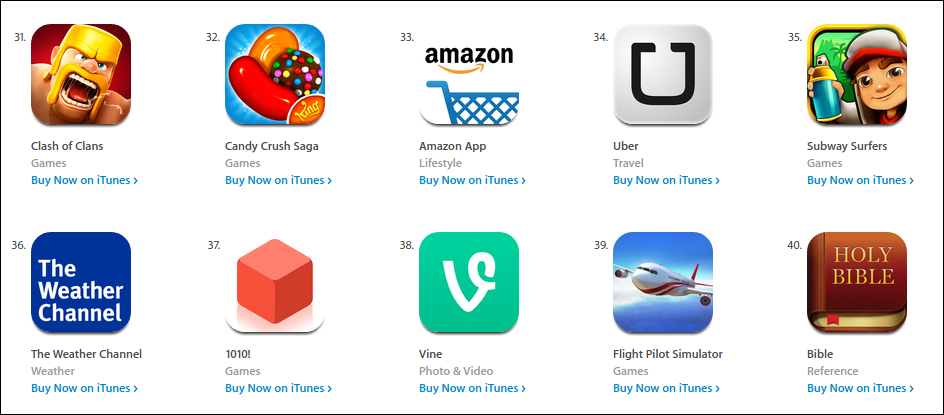 31.
32.
33.
amazon
34.
35.
King
Clash of Clans
Candy Crush Saga
Amazon App
Uber
Subway Surfers
Games
Games
Lifestyle
Travel
Games
Buy Now on iTunes >
Buy Now on iTunes >
Buy Now on iTunes >
Buy Now on iTunes >
Buy Now on iTunes >
36.
The
Weather
Channel
37.
38.
39.
40.
HOLY
BIBLE
The Weather Channel
1010!
Vine
Flight Pilot Simulator
Bible
Weather
Games
Photo & Video
Games
Reference
Buy Now on iTunes >
Buy Now on iTunes >
Buy Now on iTunes >
Buy Now on iTunes >
Buy Now on iTunes >